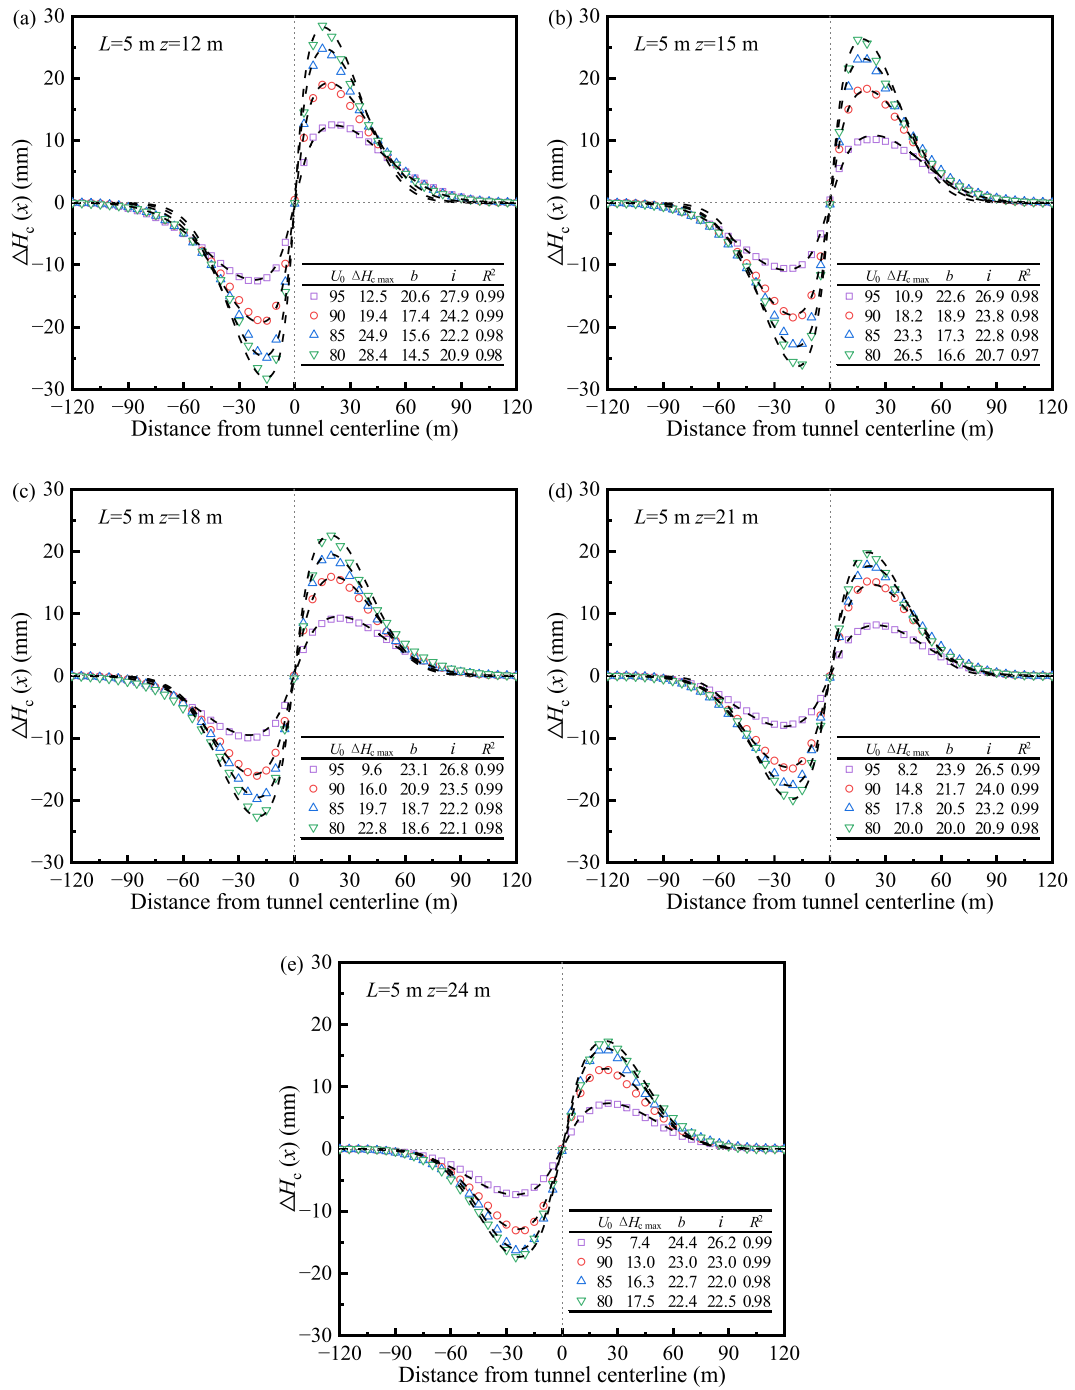 (a)
L=5 m z=12 m
30
20
10
0
−10
−20
−30
ΔHc (x) (mm)
U0 ΔHc max b i R2
95 12.5 20.6 27.9 0.99
90 19.4 17.4 24.2 0.99
85 24.9 15.6 22.2 0.98
80 28.4 14.5 20.9 0.98
−120 −90 −60 −30 0 30 60 90 120
Distance from tunnel centerline (m)
(b)
L=5 m z=15 m
30
20
10
0
−10
−20
−30
ΔHc (x) (mm)
U0 ΔHc max b i R2
95 10.9 22.6 26.9 0.98
90 18.2 18.9 23.8 0.98
85 23.3 17.3 22.8 0.98
80 26.5 16.6 20.7 0.97
−120 −90 −60 −30 0 30 60 90 120
Distance from tunnel centerline (m)
(c)
L=5 m z=18 m
30
20
10
0
−10
−20
−30
ΔHc (x) (mm)
U0 ΔHc max b i R2
95 9.6 23.1 26.8 0.99
90 16.0 20.9 23.5 0.99
85 19.7 18.7 22.2 0.98
80 22.8 18.6 22.1 0.98
−120 −90 −60 −30 0 30 60 90 120
Distance from tunnel centerline (m)
(d)
L=5 m z=21 m
30
20
10
0
−10
−20
−30
ΔHc (x) (mm)
U0 ΔHc max b i R2
95 8.2 23.9 26.5 0.99
90 14.8 21.7 24.0 0.99
85 17.8 20.5 23.2 0.99
80 20.0 20.0 20.9 0.98
−120 −90 −60 −30 0 30 60 90 120
Distance from tunnel centerline (m)
(e)
L=5 m z=24 m
30
20
10
0
−10
−20
−30
ΔHc (x) (mm)
U0 ΔHc max b i R2
95 7.4 24.4 26.2 0.99
90 13.0 23.0 23.0 0.99
85 16.3 22.7 22.0 0.98
80 17.5 22.4 22.5 0.98
−120 −90 −60 −30 0 30 60 90 120
Distance from tunnel centerline (m)